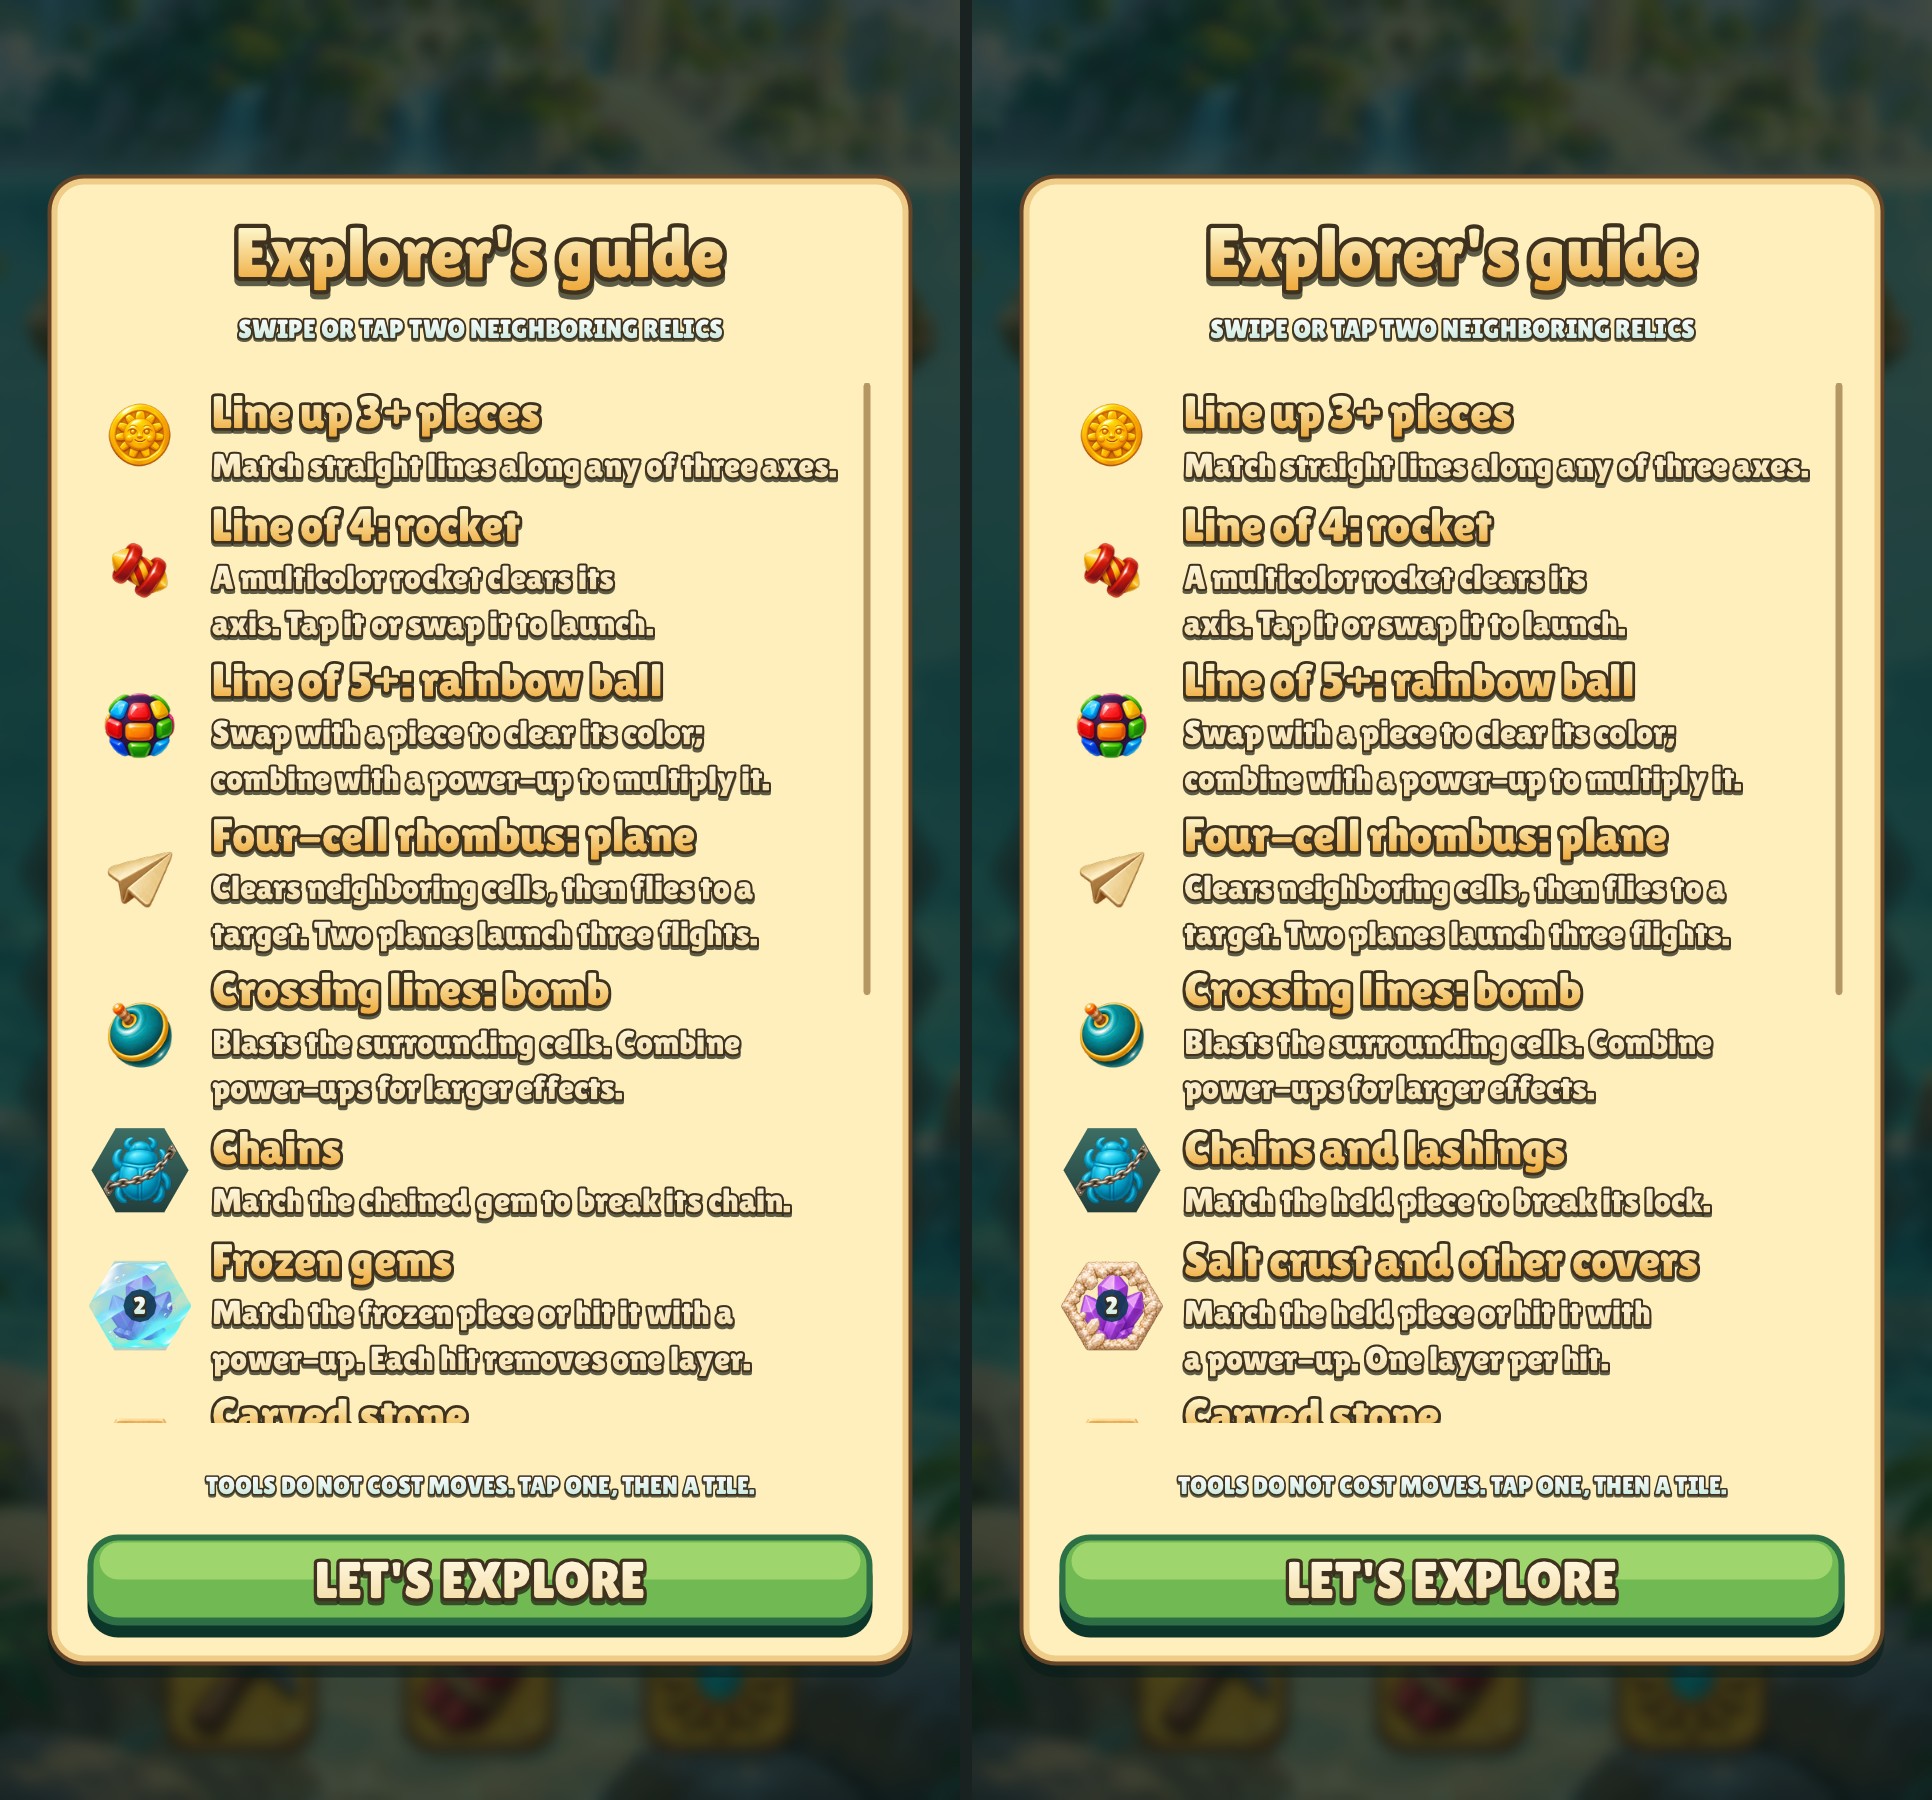 Explorer's guide
SWIPE OR TAP TWO NEIGHBORING RELICS
Line up 3+ pieces
Match straight lines along any of three axes.
Line of 4: rocket
A multicolor rocket clears its
axis. Tap it or swap it to launch.
Line of 5+: rainbow ball
Swap with a piece to clear its color;
combine with a power-up to multiply it.
Four-cell rhombus: plane
Clears neighboring cells, then flies to a
target. Two planes launch three flights.
Crossing lines: bomb
Blasts the surrounding cells. Combine
power-ups for larger effects.
Chains
Match the chained gem to break its chain.
Frozen gems
2
Match the frozen piece or hit it with a
power-up. Each hit removes one layer.
Carved stone
TOOLS DO NOT COST MOVES. TAP ONE, THEN A TILE.
LET'S EXPLORE
Explorer's guide
SWIPE OR TAP TWO NEIGHBORING RELICS
Line up 3+ pieces
Match straight lines along any of three axes.
Line of 4: rocket
A multicolor rocket clears its
axis. Tap it or swap it to launch.
Line of 5+: rainbow ball
Swap with a piece to clear its color;
combine with a power-up to multiply it.
Four-cell rhombus: plane
Clears neighboring cells, then flies to a
target. Two planes launch three flights.
Crossing lines: bomb
Blasts the surrounding cells. Combine
power-ups for larger effects.
Chains and lashings
Match the held piece to break its lock.
Salt crust and other covers
2
Match the held piece or hit it with
a power-up. One layer per hit.
Carved stone
TOOLS DO NOT COST MOVES. TAP ONE, THEN A TILE.
LET'S EXPLORE